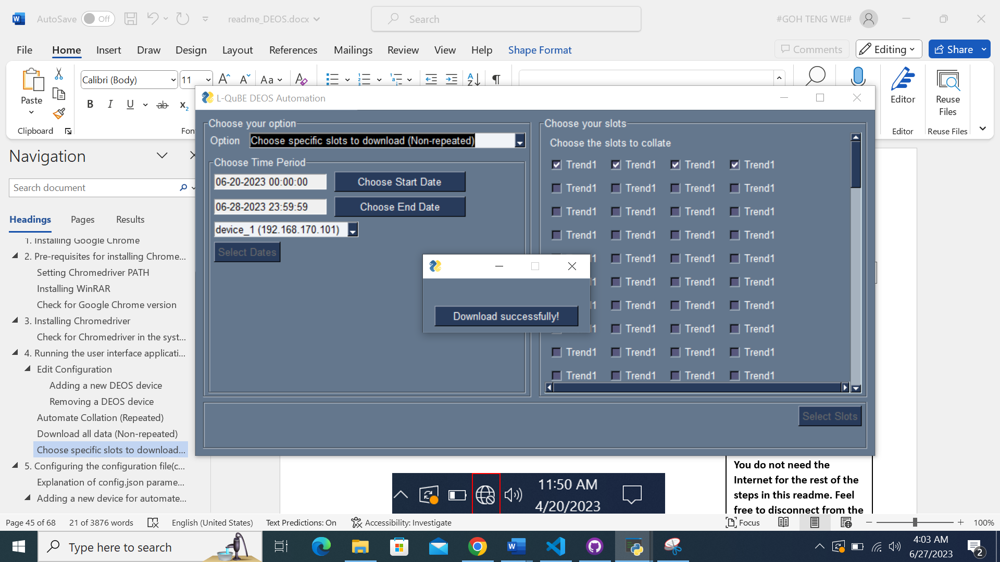 AutoSave Off readme_DEOS.docx Search #GOH TENG WEI#
File Home Insert Draw Design Layout References Mailings Review View Help Shape Format Comments Editing Share
Paste
Clipboard
Calibri (Body) 11
Fon
Editor
Editor
Reuse Files
Reuse Files
Navigation
Search document
Headings Pages Results
1. Installing Google Chrome
2. Pre-requisites for installing Chrome...
Setting Chromedriver PATH
Installing WinRAR
Check for Google Chrome version
3. Installing Chromedriver
Check for Chromedriver in the syst...
4. Running the user interface applicati...
Edit Configuration
Adding a new DEOS device
Removing a DEOS device
Automate Collation (Repeated)
Download all data (Non-repeated)
Choose specific slots to download...
5. Configuring the configuration file(c...
Explanation of config.json parame...
Adding a new device for automate...
L-QuBE DEOS Automation
Choose your option
Option Choose specific slots to download (Non-repeated)
Choose Time Period
06-20-2023 00:00:00 Choose Start Date
06-28-2023 23:59:59 Choose End Date
device_1 (192.168.170.101)
Select Dates
Choose your slots
Choose the slots to collate
Trend1 Trend1 Trend1 Trend1
Trend1 Trend1 Trend1 Trend1
Trend1 Trend1 Trend1 Trend1
Trend1 Trend1 Trend1 Trend1
1 Trend1 Trend1 Trend1
1 Trend1 Trend1 Trend1
1 Trend1 Trend1 Trend1
1 Trend1 Trend1 Trend1
Trend1 Trend1 Trend1 Trend1
Trend1 Trend1 Trend1 Trend1
Download successfully!
Select Slots
11:50 AM
4/20/2023
You do not need the
Internet for the rest of the
steps in this readme. Feel
free to disconnect from the
Page 45 of 68 21 of 3876 words English (United States) Text Predictions: On Accessibility: Investigate Focus 100%
Type here to search
4:03 AM
6/27/2023
2